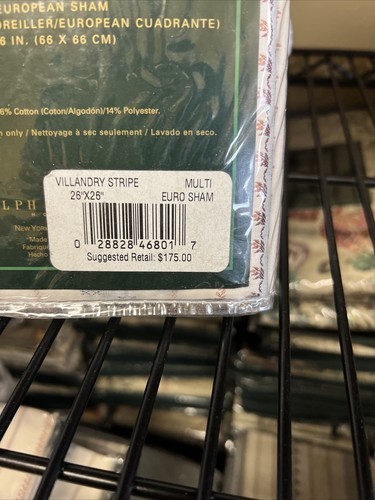 EUROPEAN SHAM
OREILLER/EUROPEAN CUADRANTE)
6 IN. (66 X 66 CM)
6% Cotton (Coton/Algodón)/14% Polyester.
n only / Nettoyage à sec seulement / Lavado en seco.
VILLANDRY STRIPE MULTI
26"X26" EURO SHAM
0 28828 46801 7
Suggested Retail: $175.00
LPH
New York
Made
Fabriqu
Hecho